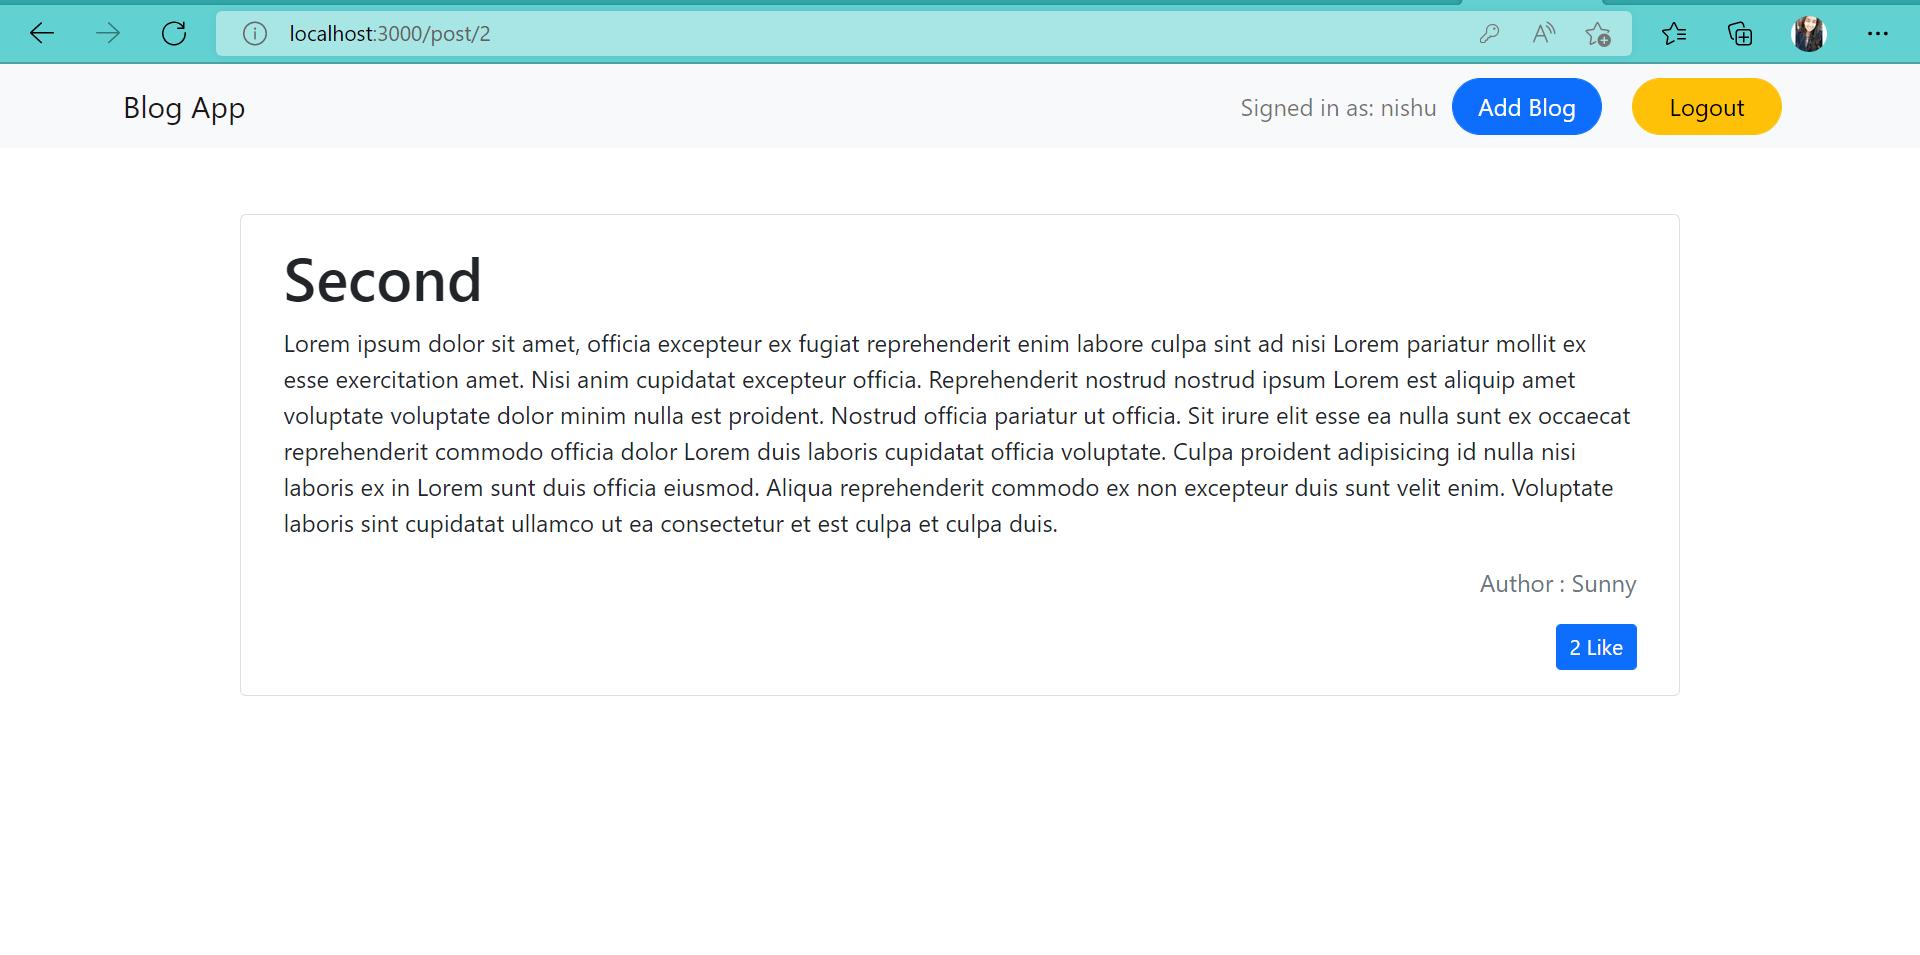 localhost:3000/post/2
Blog App
Signed in as: nishu
Add Blog
Logout
Second
Lorem ipsum dolor sit amet, officia excepteur ex fugiat reprehenderit enim labore culpa sint ad nisi Lorem pariatur mollit ex
esse exercitation amet. Nisi anim cupidatat excepteur officia. Reprehenderit nostrud nostrud ipsum Lorem est aliquip amet
voluptate voluptate dolor minim nulla est proident. Nostrud officia pariatur ut officia. Sit irure elit esse ea nulla sunt ex occaecat
reprehenderit commodo officia dolor Lorem duis laboris cupidatat officia voluptate. Culpa proident adipisicing id nulla nisi
laboris ex in Lorem sunt duis officia eiusmod. Aliqua reprehenderit commodo ex non excepteur duis sunt velit enim. Voluptate
laboris sint cupidatat ullamco ut ea consectetur et est culpa et culpa duis.
Author : Sunny
2 Like